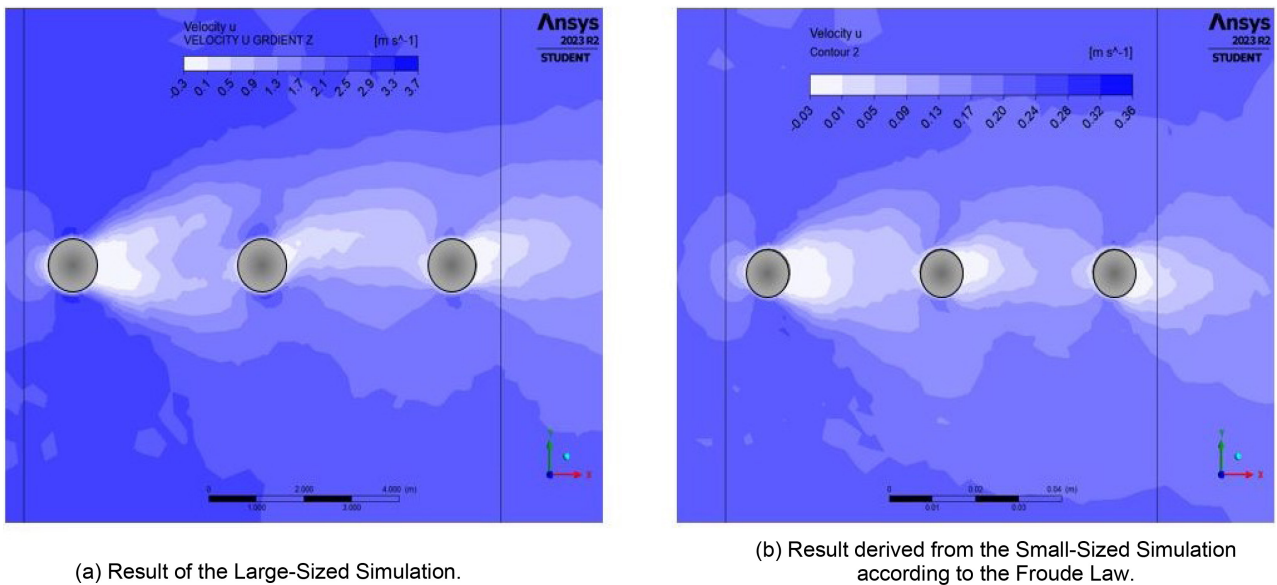 Velocity u
VELOCITY U GRDIENT Z
[m s^-1]
-0.3 0.1 0.5 0.9 1.3 1.7 2.1 2.5 2.9 3.3 3.7
Ansys
2023 R2
STUDENT
Y
X
0 2.000 4.000 (m)
1.000 3.000
(a) Result of the Large-Sized Simulation.
Velocity u
Contour 2
[m s^-1]
-0.03 0.01 0.05 0.09 0.13 0.17 0.20 0.24 0.28 0.32 0.36
Ansys
2023 R2
STUDENT
Y
X
0 0.02 0.04 (m)
0.01 0.03
(b) Result derived from the Small-Sized Simulation
according to the Froude Law.